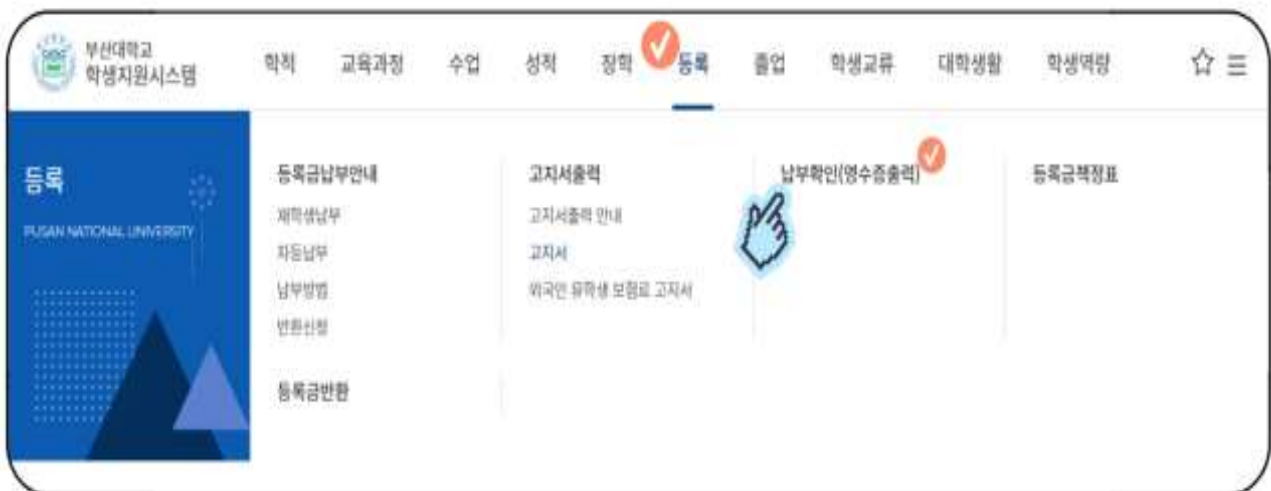 부산대학교
학생지원시스템
학적 교육과정 수업 성적 장학 등록 졸업 학생교류 대학생활 학생역량
등록
PUSAN NATIONAL UNIVERSITY
등록금납부안내
재학생납부
차등납부
납부방법
반환신청
등록금반환
고지서출력
고지서출력 안내
고지서
외국인 유학생 보험료 고지서
납부확인(영수증출력)
등록금책정표